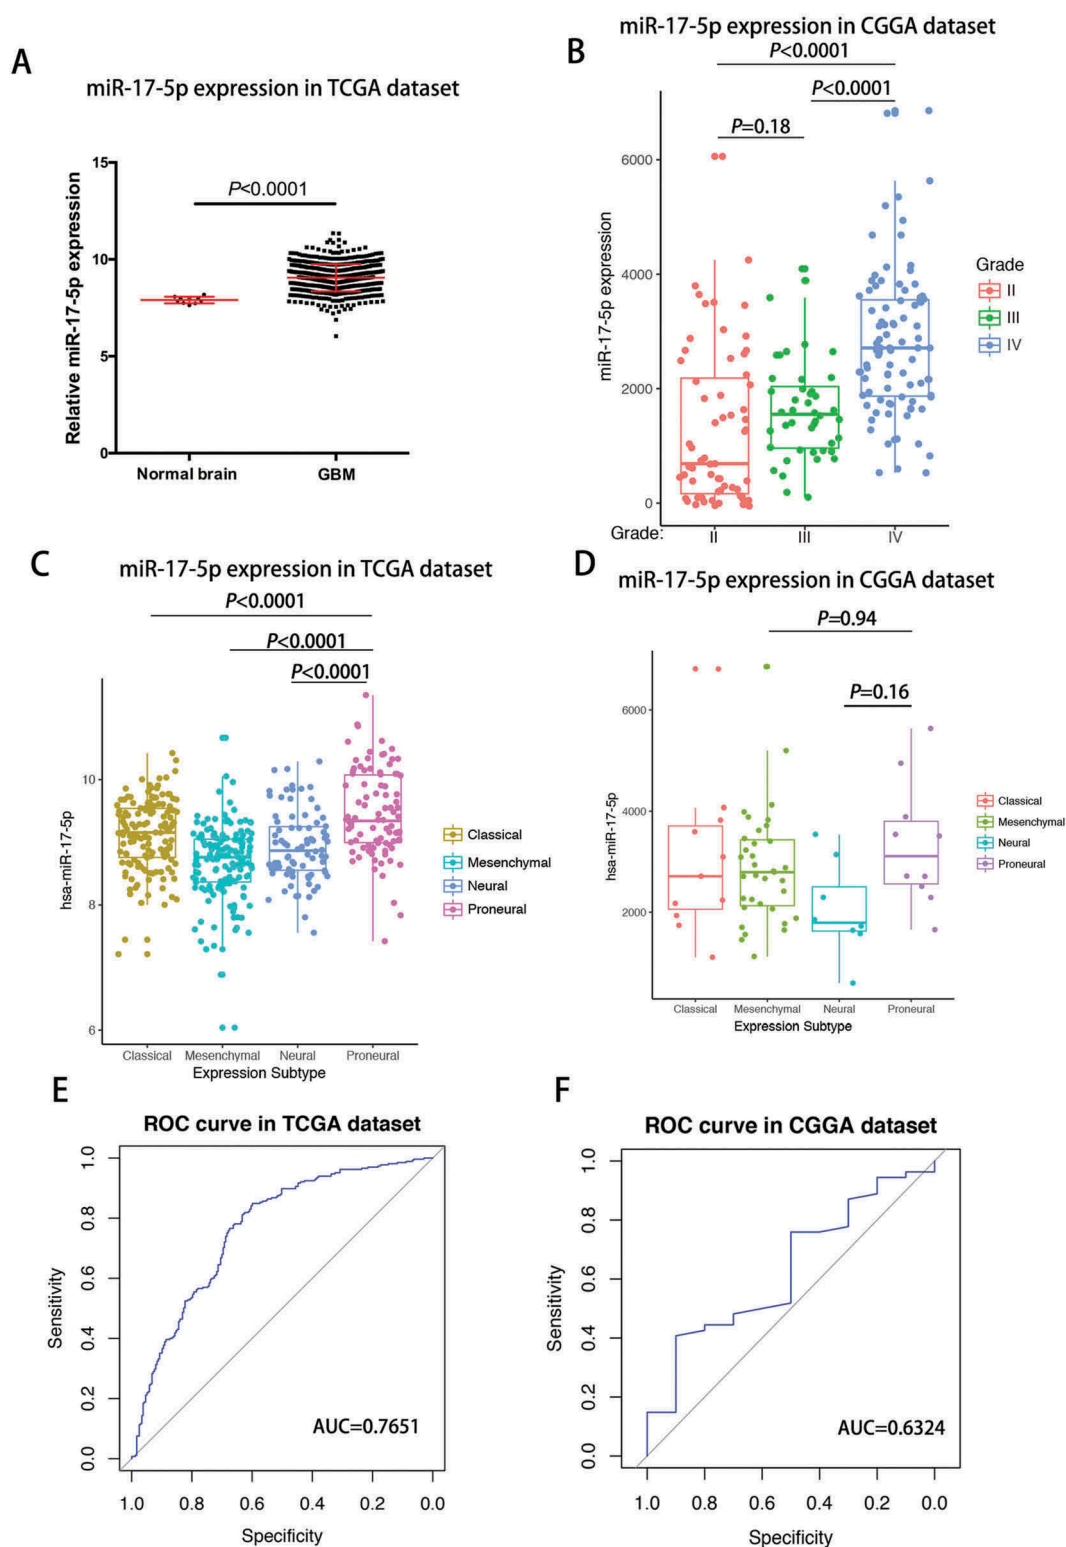 A
miR-17-5p expression in TCGA dataset
Relative miR-17-5p expression
15
10
5
0
P<0.0001
Normal brain
GBM
B
miR-17-5p expression in CGGA dataset
P<0.0001
P<0.0001
P=0.18
miR-17-5p expression
6000
4000
2000
0
Grade:
II
III
IV
Grade
II
III
IV
C
miR-17-5p expression in TCGA dataset
P<0.0001
P<0.0001
P<0.0001
hsa-miR-17-5p
10
8
6
Classical
Mesenchymal
Neural
Proneural
Expression Subtype
Classical
Mesenchymal
Neural
Proneural
D
miR-17-5p expression in CGGA dataset
P=0.94
P=0.16
hsa-miR-17-5p
6000
4000
2000
Classical
Mesenchymal
Neural
Proneural
Expression Subtype
Classical
Mesenchymal
Neural
Proneural
E
ROC curve in TCGA dataset
Sensitivity
1.0
0.8
0.6
0.4
0.2
0.0
AUC=0.7651
1.0 0.8 0.6 0.4 0.2 0.0
Specificity
F
ROC curve in CGGA dataset
Sensitivity
1.0
0.8
0.6
0.4
0.2
0.0
AUC=0.6324
1.0 0.8 0.6 0.4 0.2 0.0
Specificity